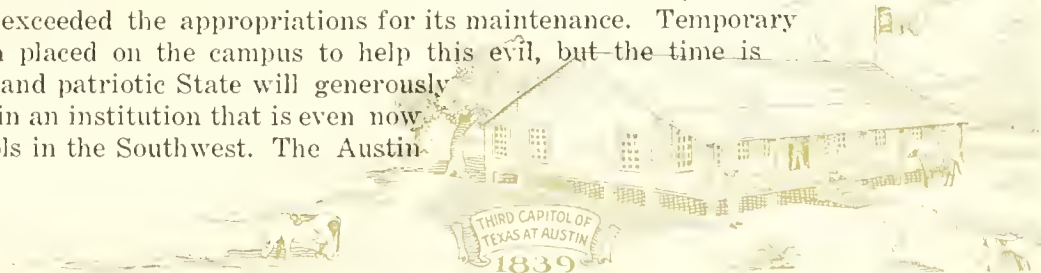 exceeded the appropriations for its maintenance. Temporary
placed on the campus to help this evil, but the time is
and patriotic State will generously
in an institution that is even now
ls in the Southwest. The Austin
THIRD CAPITOL OF
TEXAS AT AUSTIN
1839